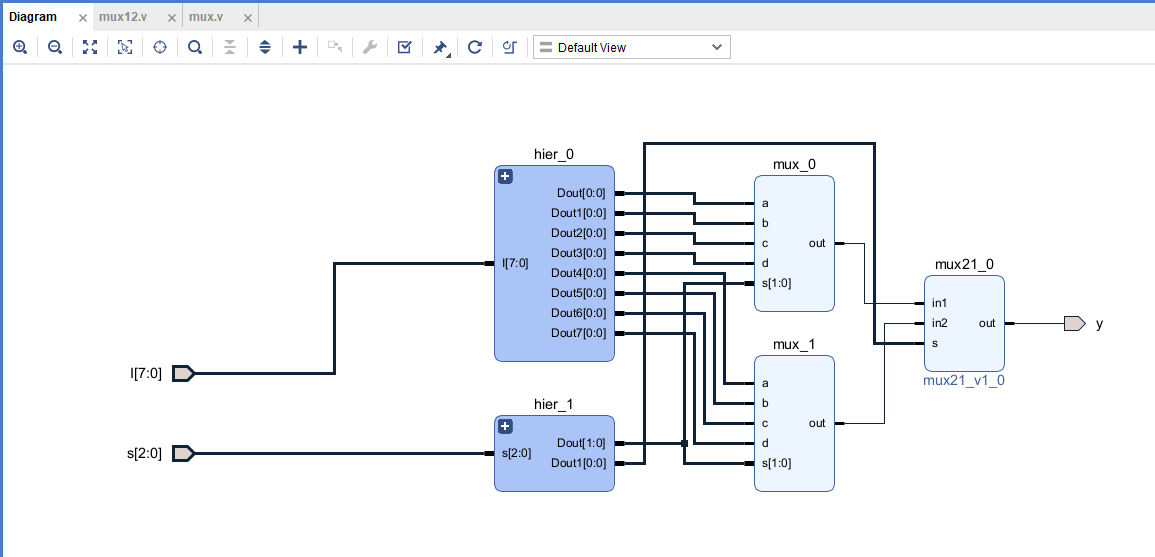 Diagram
mux12.v
mux.v
Default View
hier_0
Dout[0:0]
Dout1[0:0]
Dout2[0:0]
Dout3[0:0]
I[7:0]
Dout4[0:0]
Dout5[0:0]
Dout6[0:0]
Dout7[0:0]
mux_0
a
b
c
out
d
s[1:0]
mux21_0
in1
in2
out
s
mux21_v1_0
y
mux_1
a
b
c
out
d
s[1:0]
I[7:0]
hier_1
Dout[1:0]
s[2:0]
Dout1[0:0]
s[2:0]